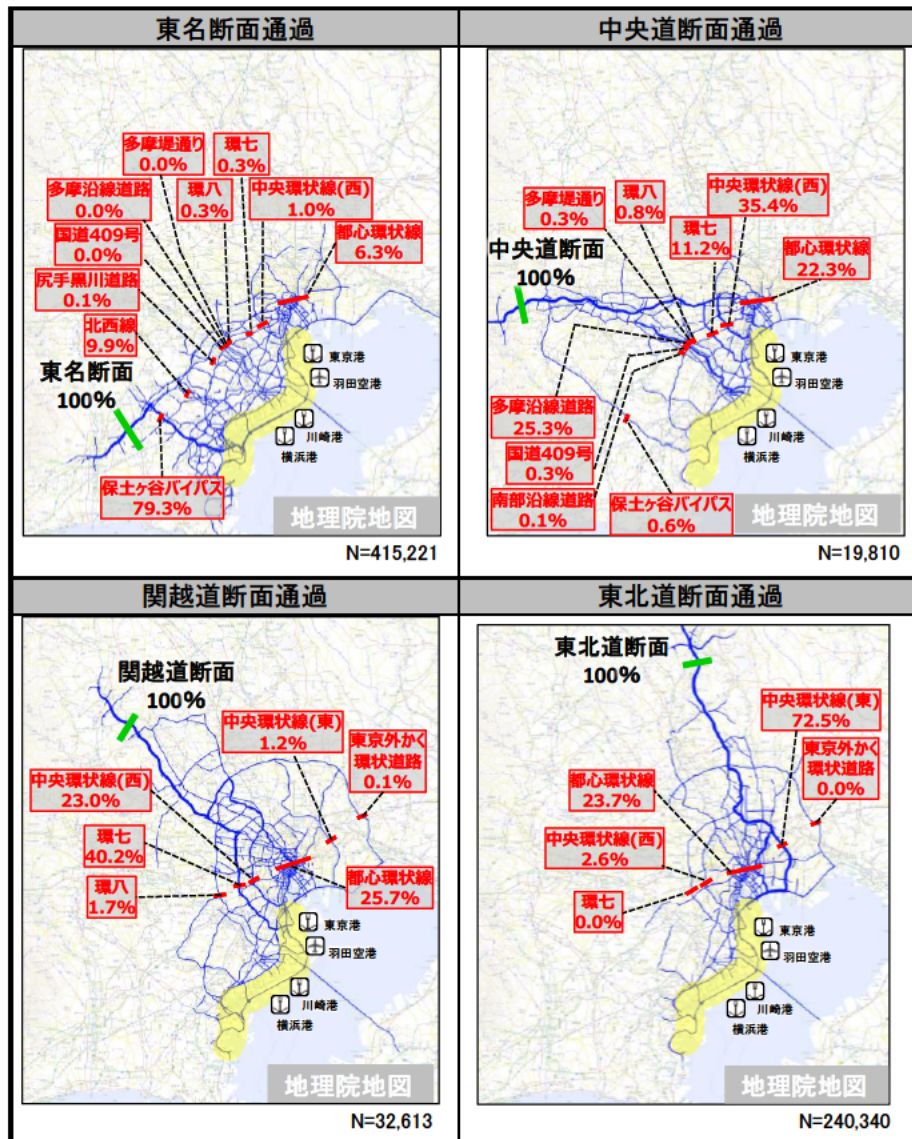 東名断面通過
多摩堤通り
0.0%
環七
0.3%
多摩沿線道路
0.0%
環八
0.3%
中央環状線(西)
1.0%
国道409号
0.0%
都心環状線
6.3%
尻手黒川道路
0.1%
北西線
9.9%
東名断面
100%
東京港
羽田空港
川崎港
横浜港
保土ヶ谷バイパス
79.3%
地理院地図
N=415,221
中央道断面通過
多摩堤通り
0.3%
環八
0.8%
中央環状線(西)
35.4%
環七
11.2%
都心環状線
22.3%
中央道断面
100%
東京港
羽田空港
川崎港
横浜港
多摩沿線道路
25.3%
国道409号
0.3%
南部沿線道路
0.1%
保土ヶ谷バイパス
0.6%
地理院地図
N=19,810
関越道断面通過
関越道断面
100%
中央環状線(東)
1.2%
東京外かく
環状道路
0.1%
中央環状線(西)
23.0%
環七
40.2%
環八
1.7%
都心環状線
25.7%
東京港
羽田空港
川崎港
横浜港
地理院地図
N=32,613
東北道断面通過
東北道断面
100%
中央環状線(東)
72.5%
東京外かく
環状道路
0.0%
都心環状線
23.7%
中央環状線(西)
2.6%
環七
0.0%
東京港
羽田空港
川崎港
横浜港
地理院地図
N=240,340